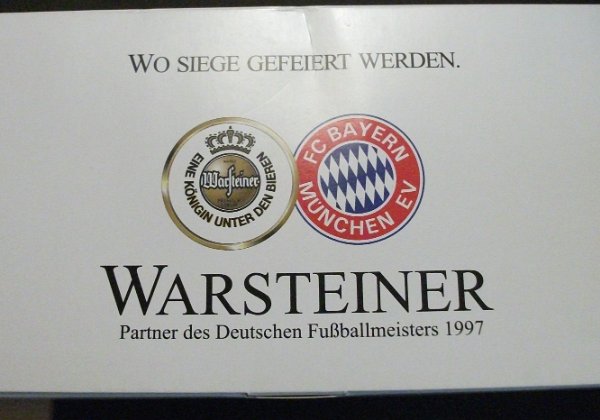 WO SIEGE GEFEIERT WERDEN.
EINE KÖNIGIN UNTER DEN BIEREN
Warsteiner
FC BAYERN
MÜNCHEN EV
WARSTEINER
Partner des Deutschen Fußballmeisters 1997